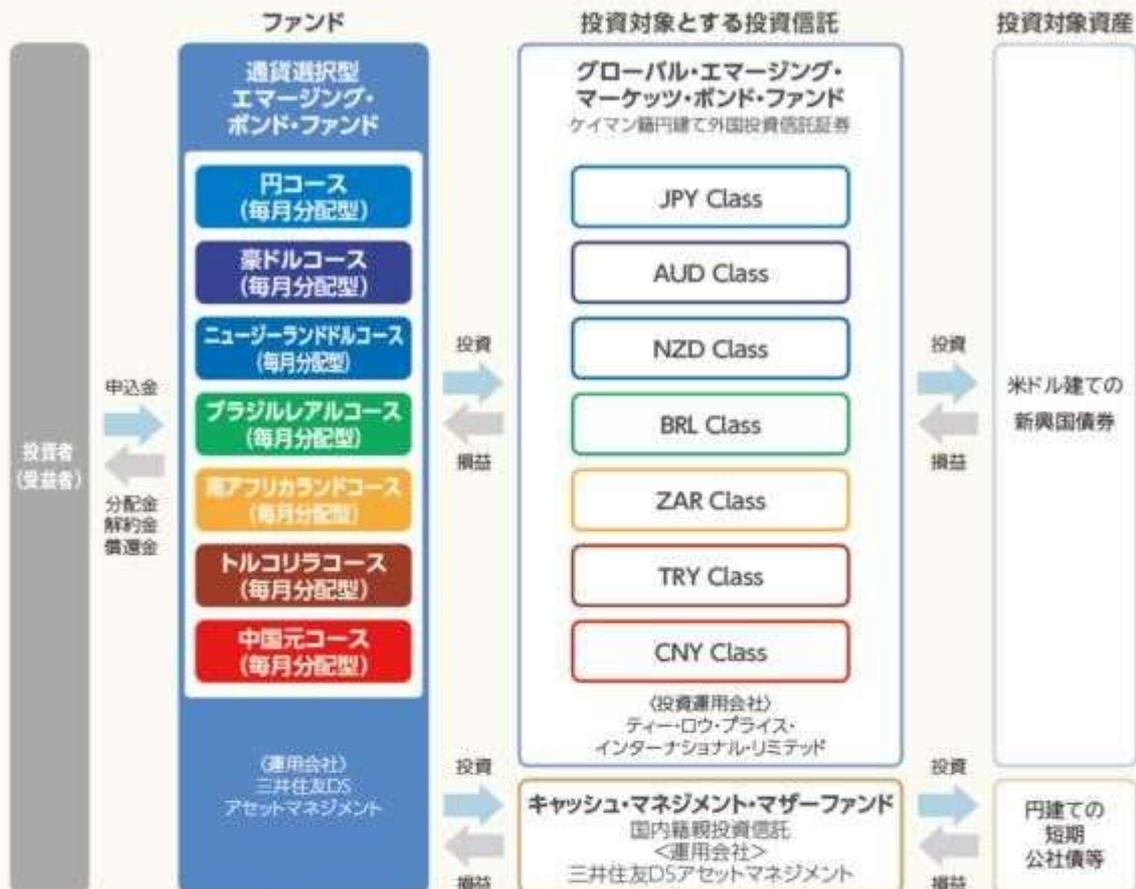 ファンド
投資対象とする投資信託
投資対象資産
投資者
(受益者)
申込金
分配金
解約金
償還金
通貨選択型
エマージング・
ボンド・ファンド
円コース
(毎月分配型)
豪ドルコース
(毎月分配型)
ニュージーランドドルコース
(毎月分配型)
ブラジルレアルコース
(毎月分配型)
南アフリカランドコース
(毎月分配型)
トルコリラコース
(毎月分配型)
中国元コース
(毎月分配型)
〈運用会社〉
三井住友DS
アセットマネジメント
投資
損益
投資
損益
グローバル・エマージング・
マーケッツ・ボンド・ファンド
ケイマン籍円建て外国投資信託証券
JPY Class
AUD Class
NZD Class
BRL Class
ZAR Class
TRY Class
CNY Class
〈投資運用会社〉
ティー・ロウ・プライス・
インターナショナル・リミテッド
キャッシュ・マネジメント・マザーファンド
国内籍親投資信託
＜運用会社＞
三井住友DSアセットマネジメント
投資
損益
投資
損益
米ドル建ての
新興国債券
円建ての
短期
公社債等